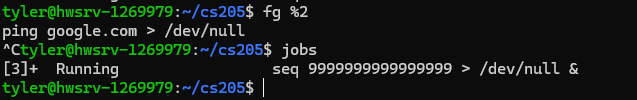 tyler@hwsrv-1269979:~/cs205$ fg %2
ping google.com > /dev/null
^Ctyler@hwsrv-1269979:~/cs205$ jobs
[3]+  Running                 seq 9999999999999999 > /dev/null &
tyler@hwsrv-1269979:~/cs205$